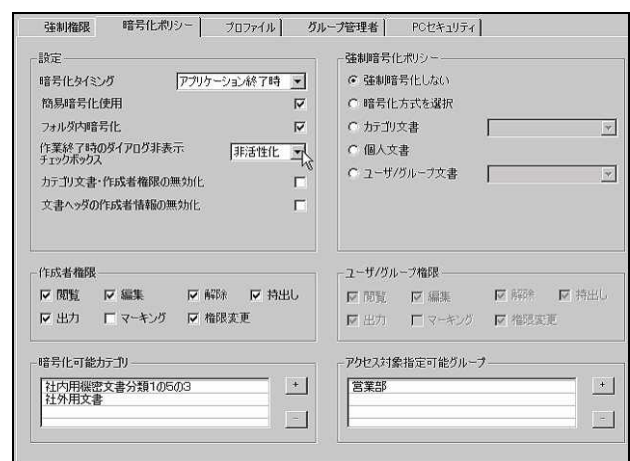 強制権限 暗号化ポリシー プロファイル グループ管理者 PCセキュリティ
設定
暗号化タイミング アプリケーション終了時
簡易暗号化使用
フォルダ内暗号化
作業終了時のダイアログ非表示
チェックボックス 非活性化
カテゴリ文書・作成者権限の無効化
文書ヘッダの作成者情報の無効化
強制暗号化ポリシー
強制暗号化しない
暗号化方式を選択
カテゴリ文書
個人文書
ユーザ/グループ文書
作成者権限
閲覧 編集 解除 持出し
出力 マーキング 権限変更
ユーザ/グループ権限
閲覧 編集 解除 持出し
出力 マーキング 権限変更
暗号化可能カテゴリ
社内用機密文書分類1の5の3
社外用文書
+
-
アクセス対象指定可能グループ
営業部
+
-